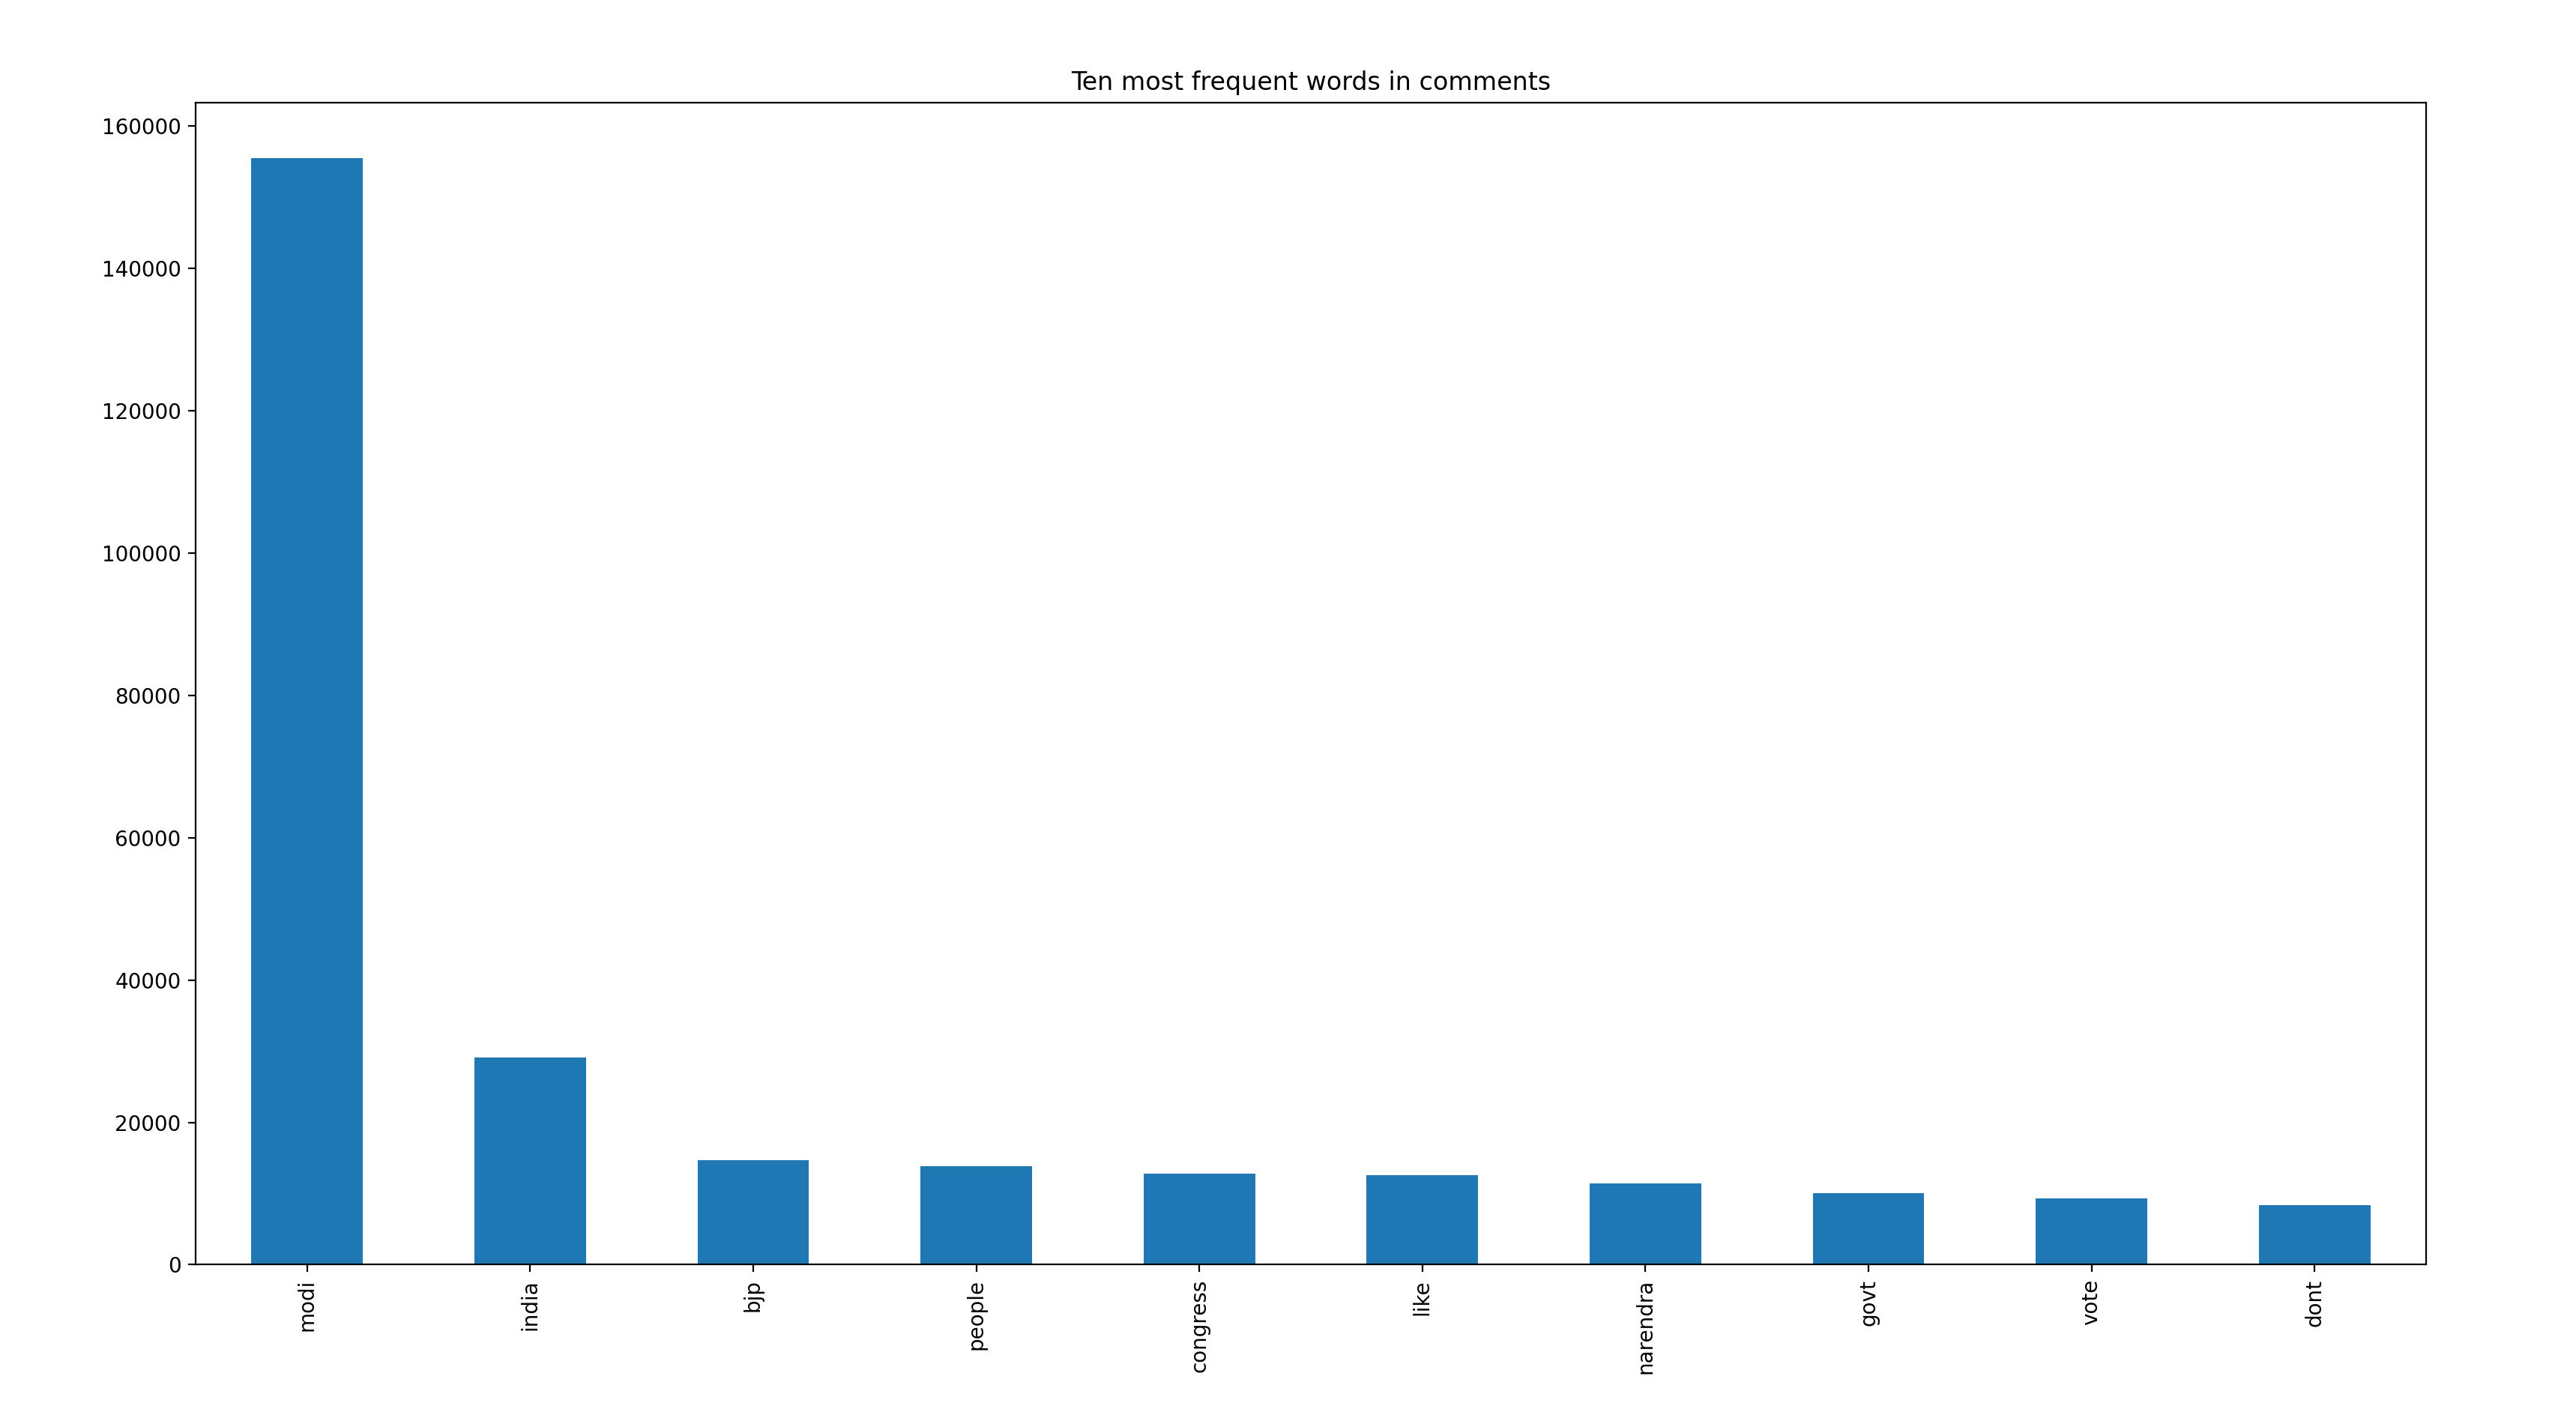 Ten most frequent words in comments
160000
140000
120000
100000
80000
60000
40000
20000
0
modi
india
bjp
people
congress
like
narendra
govt
vote
dont